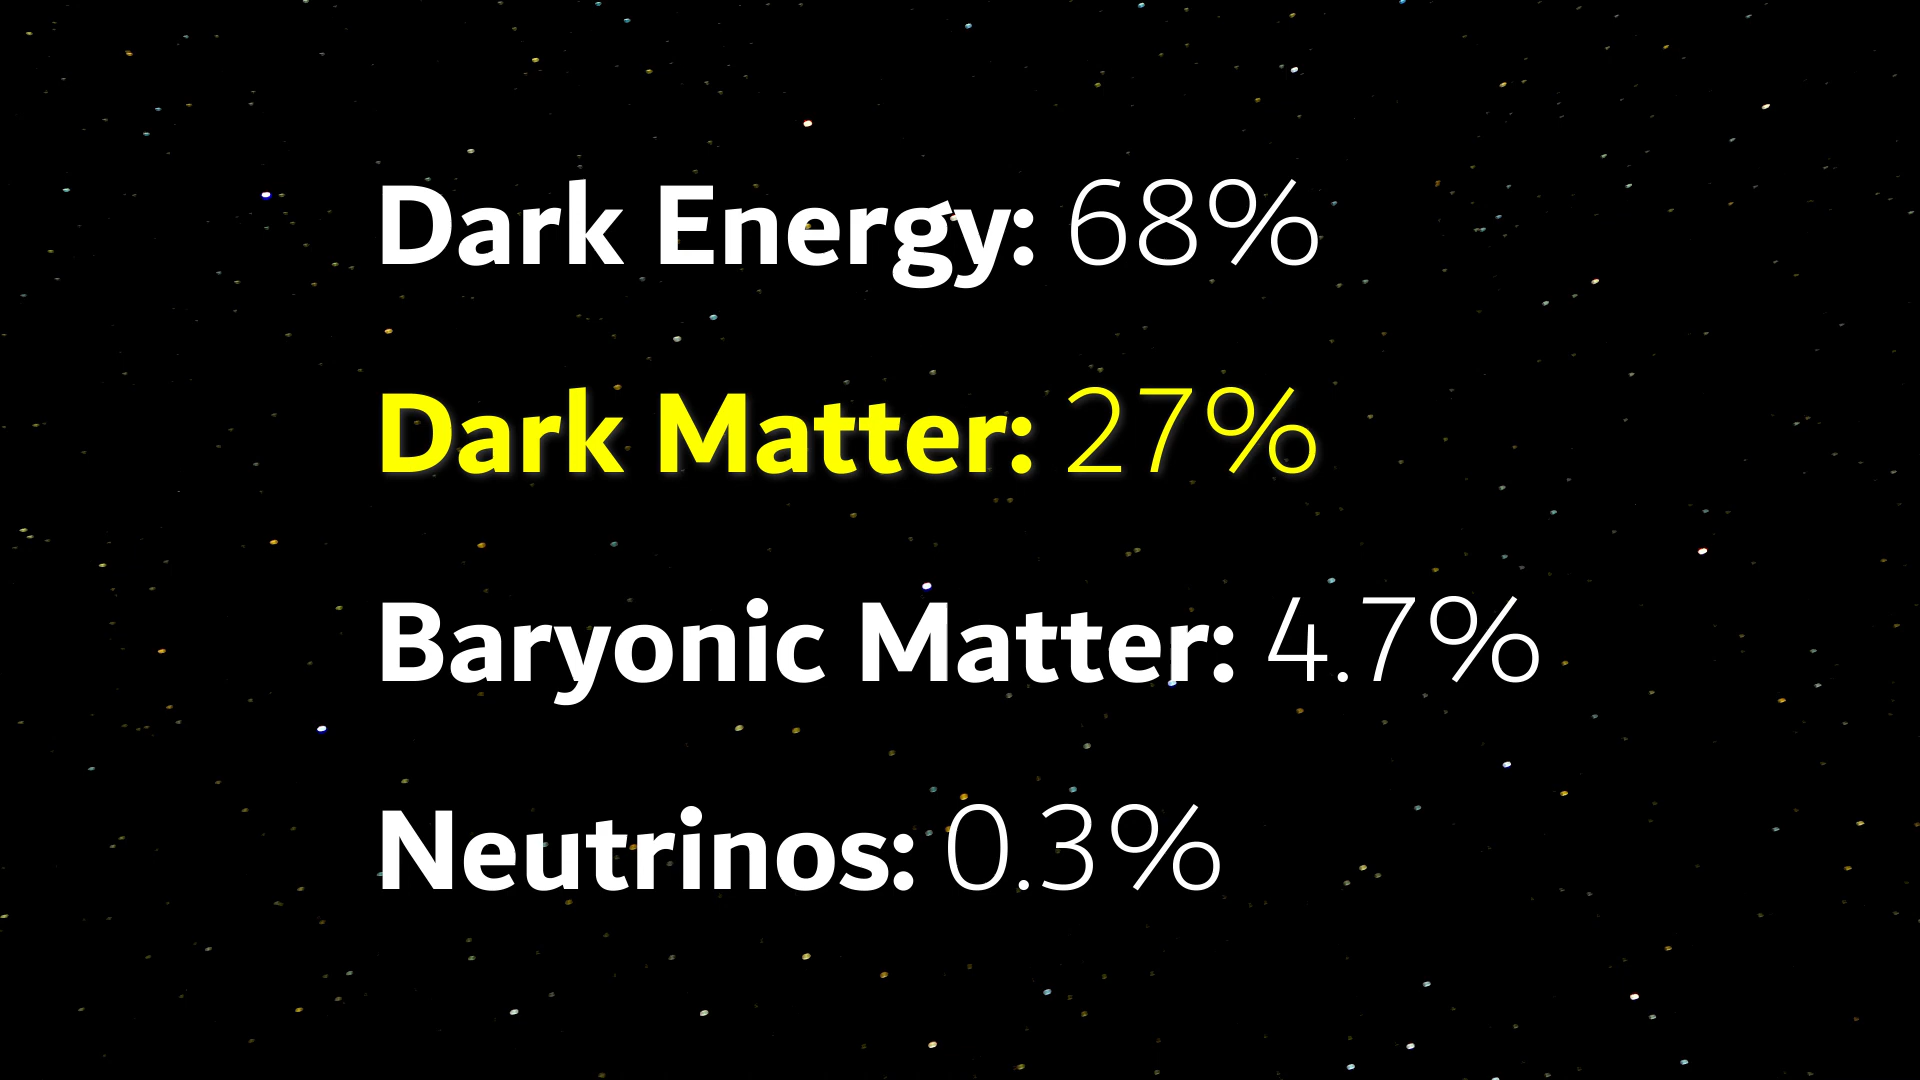 Dark Energy: 68%
Dark Matter: 27%
Baryonic Matter: 4.7%
Neutrinos: 0.3%